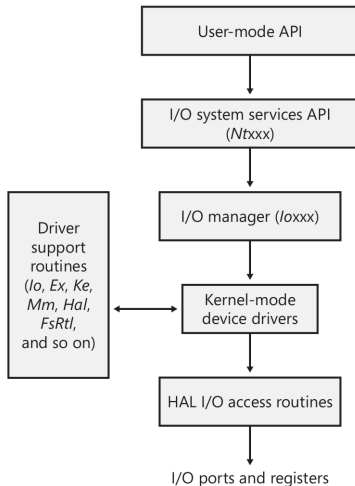 User-mode API
I/O system services API
(Ntxxx)
I/O manager (Ioxxx)
Driver
support
routines
(Io, Ex, Ke,
Mm, Hal,
FsRtl,
and so on)
Kernel-mode
device drivers
HAL I/O access routines
I/O ports and registers